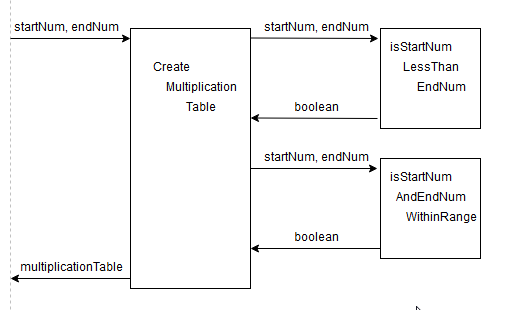 startNum, endNum
startNum, endNum
isStartNum
LessThan
EndNum
Create
Multiplication
Table
boolean
startNum, endNum
isStartNum
AndEndNum
WithinRange
boolean
multiplicationTable